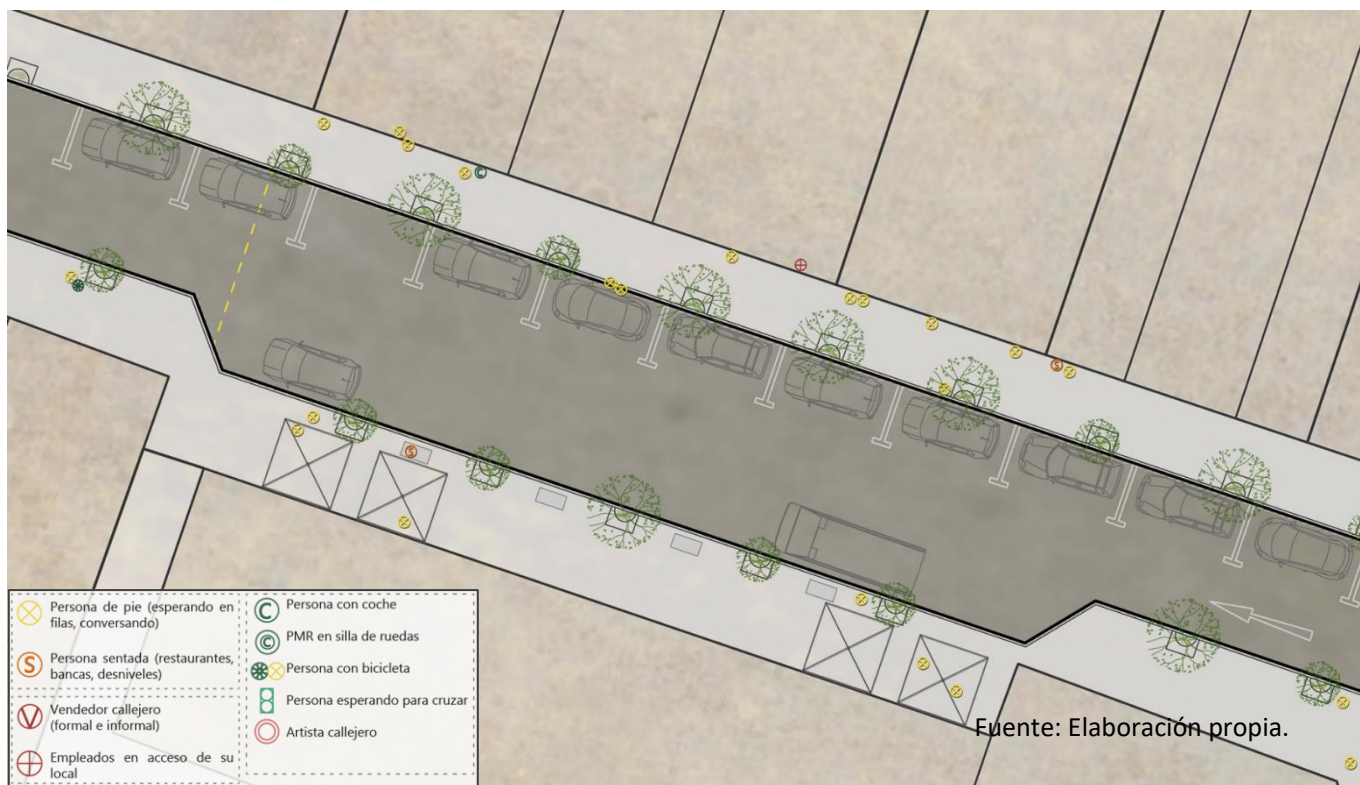 Persona de pie (esperando en
filas, conversando)
S
Persona sentada (restaurantes,
bancas, desniveles)
V
Vendedor callejero
(formal e informal)
Empleados en acceso de su
local
C
Persona con coche
C
PMR en silla de ruedas
Persona con bicicleta
Persona esperando para cruzar
Artista callejero
C
S
S
Fuente: Elaboración propia.